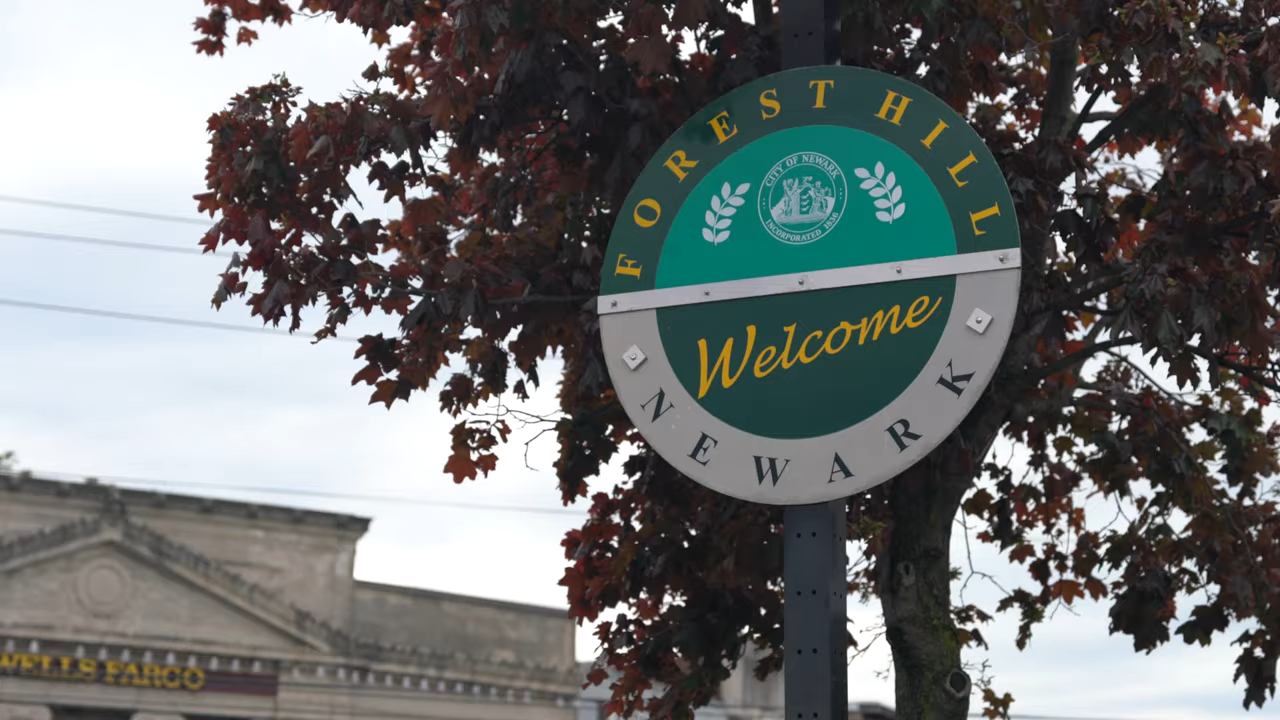 FOREST HILL
CITY OF NEWARK
INCORPORATED 1836
Welcome
NEWARK
WELLS FARGO